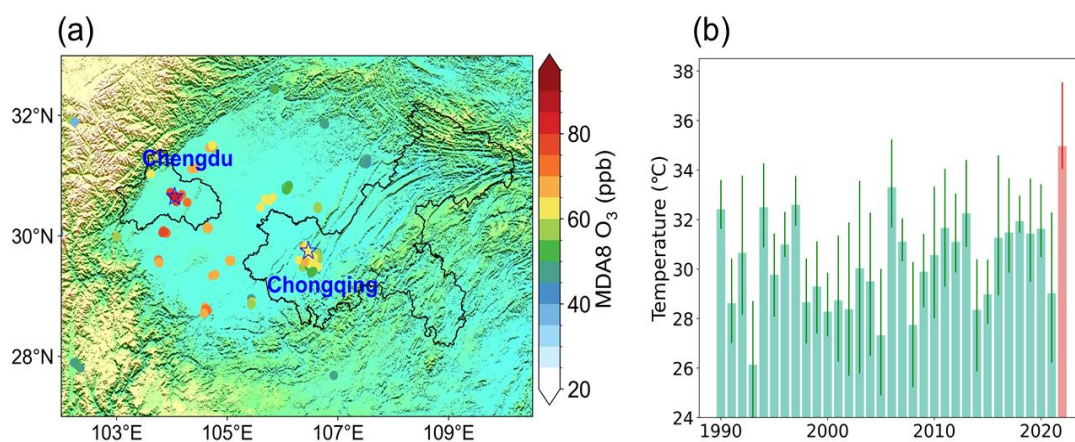 (a)
(b)
32°N
30°N
28°N
103°E
105°E
107°E
109°E
Chengdu
Chongqing
80
60
40
20
MDA8 O₃ (ppb)
Temperature (℃)
38
36
34
32
30
28
26
24
1990
2000
2010
2020